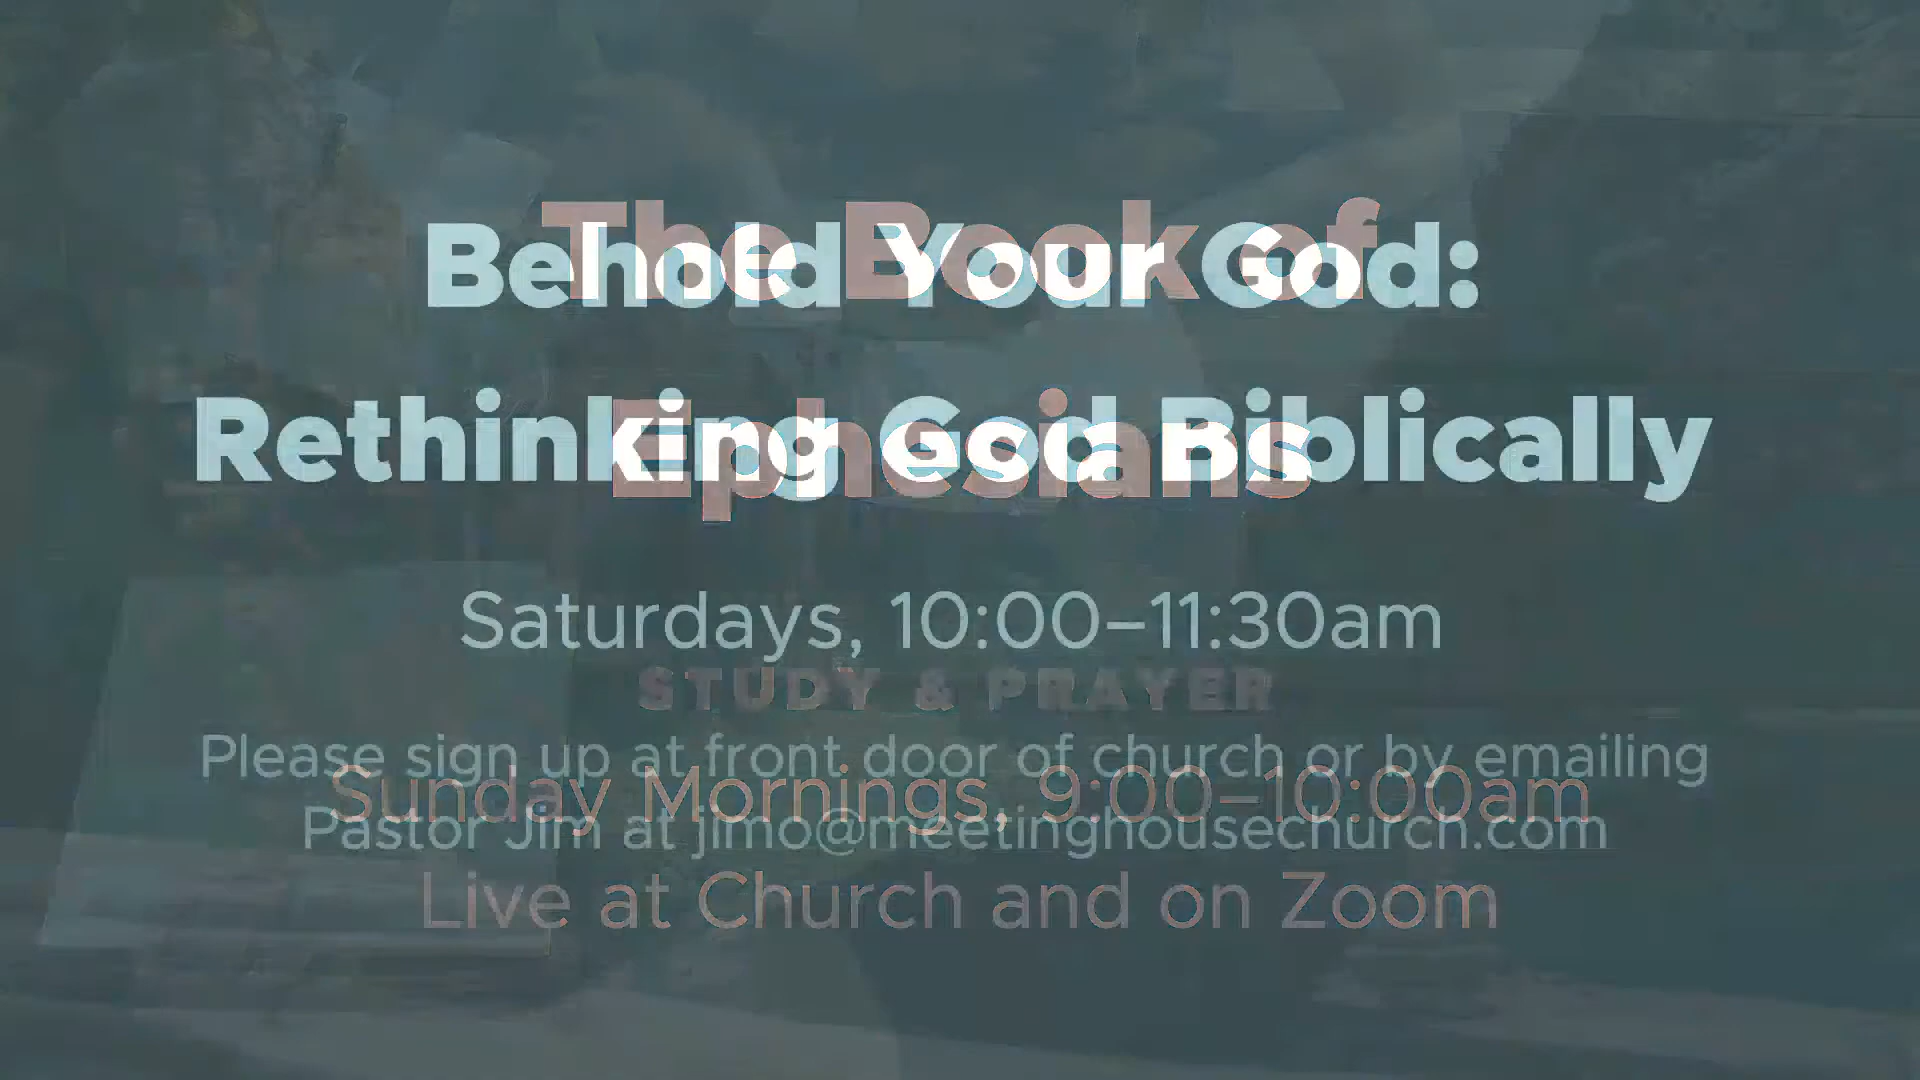 The Book of
Behold Your God:
Rethinking God Biblically
Ephesians
Saturdays, 10:00–11:30am
STUDY & PRAYER
Please sign up at front door of church or by emailing
Sunday Mornings, 9:00–10:00am
Pastor Jim at jimo@meetinghousechurch.com
Live at Church and on Zoom